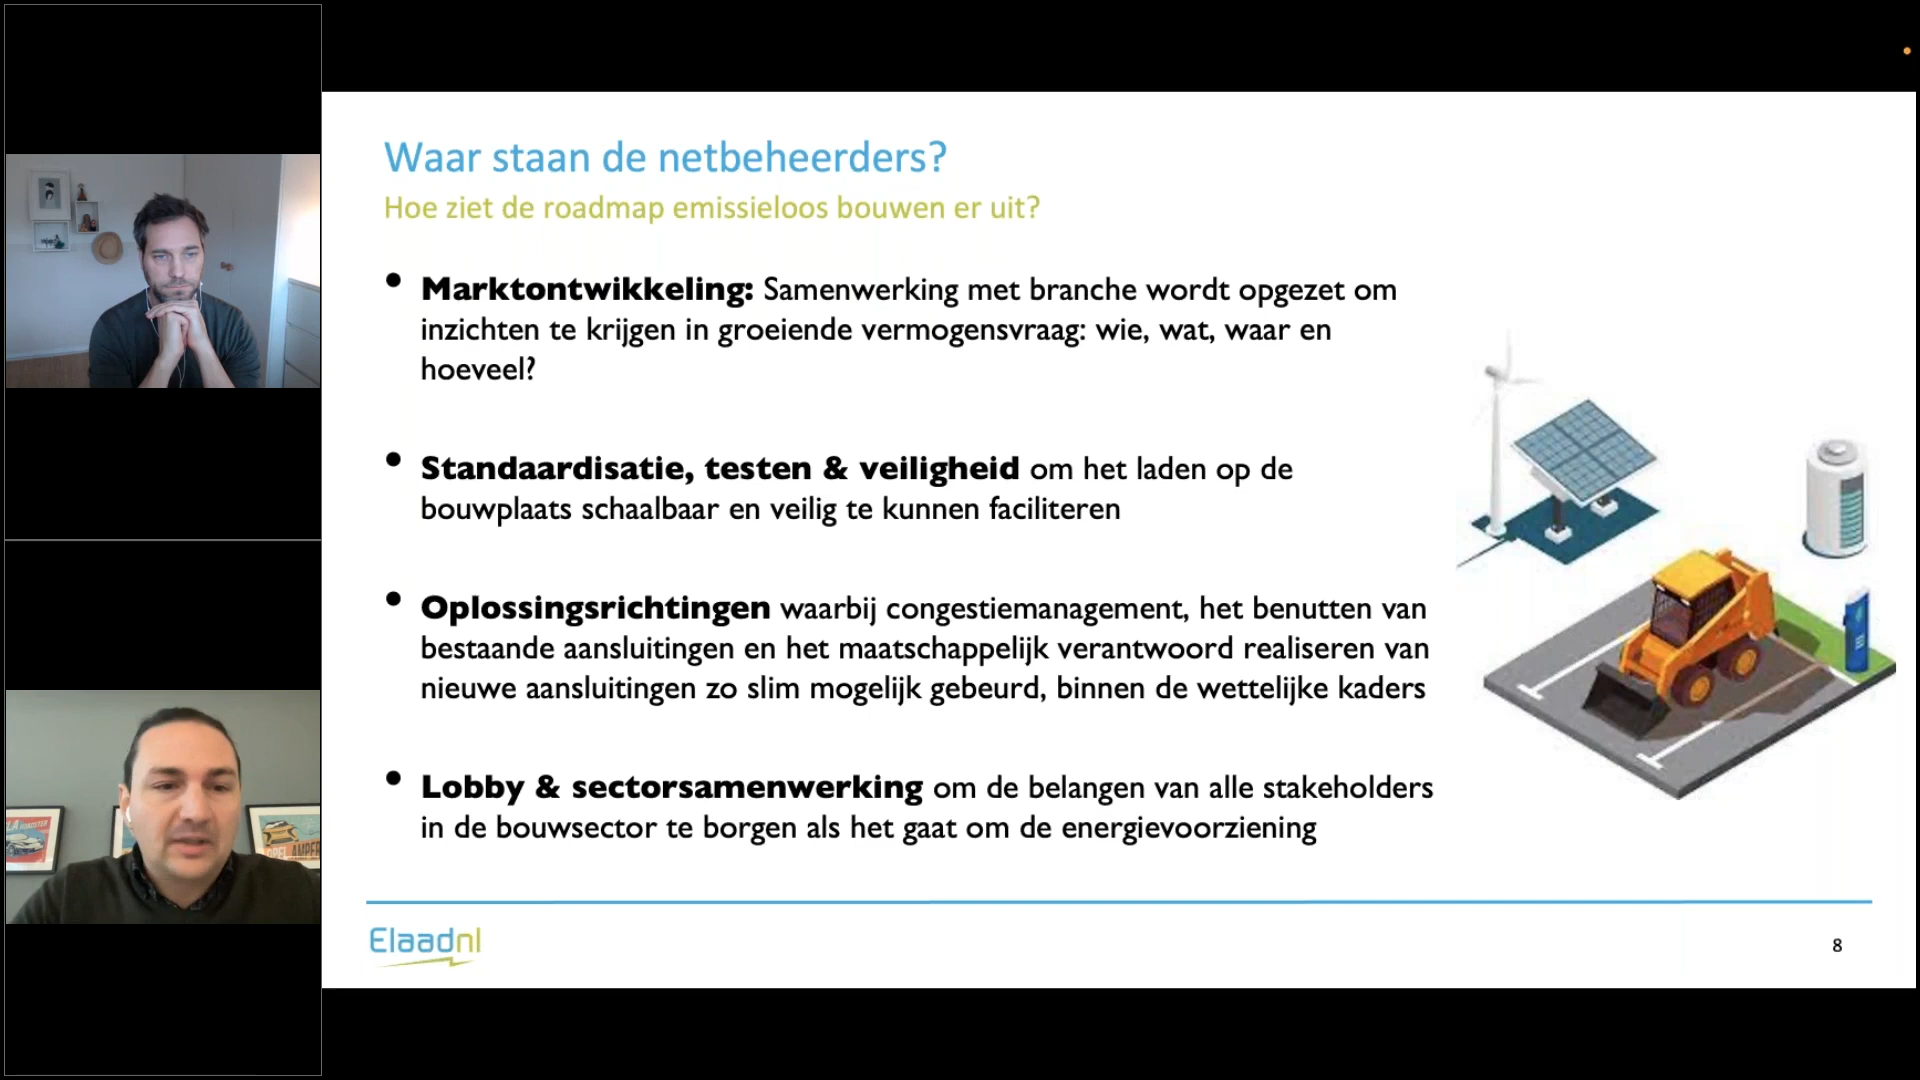 Waar staan de netbeheerders?
Hoe ziet de roadmap emissieloos bouwen er uit?
• Marktontwikkeling: Samenwerking met branche wordt opgezet om
inzichten te krijgen in groeiende vermogensvraag: wie, wat, waar en
hoeveel?
• Standaardisatie, testen & veiligheid om het laden op de
bouwplaats schaalbaar en veilig te kunnen faciliteren
• Oplossingsrichtingen waarbij congestiemanagement, het benutten van
bestaande aansluitingen en het maatschappelijk verantwoord realiseren van
nieuwe aansluitingen zo slim mogelijk gebeurd, binnen de wettelijke kaders
• Lobby & sectorsamenwerking om de belangen van alle stakeholders
in de bouwsector te borgen als het gaat om de energievoorziening
Elaadnl
8